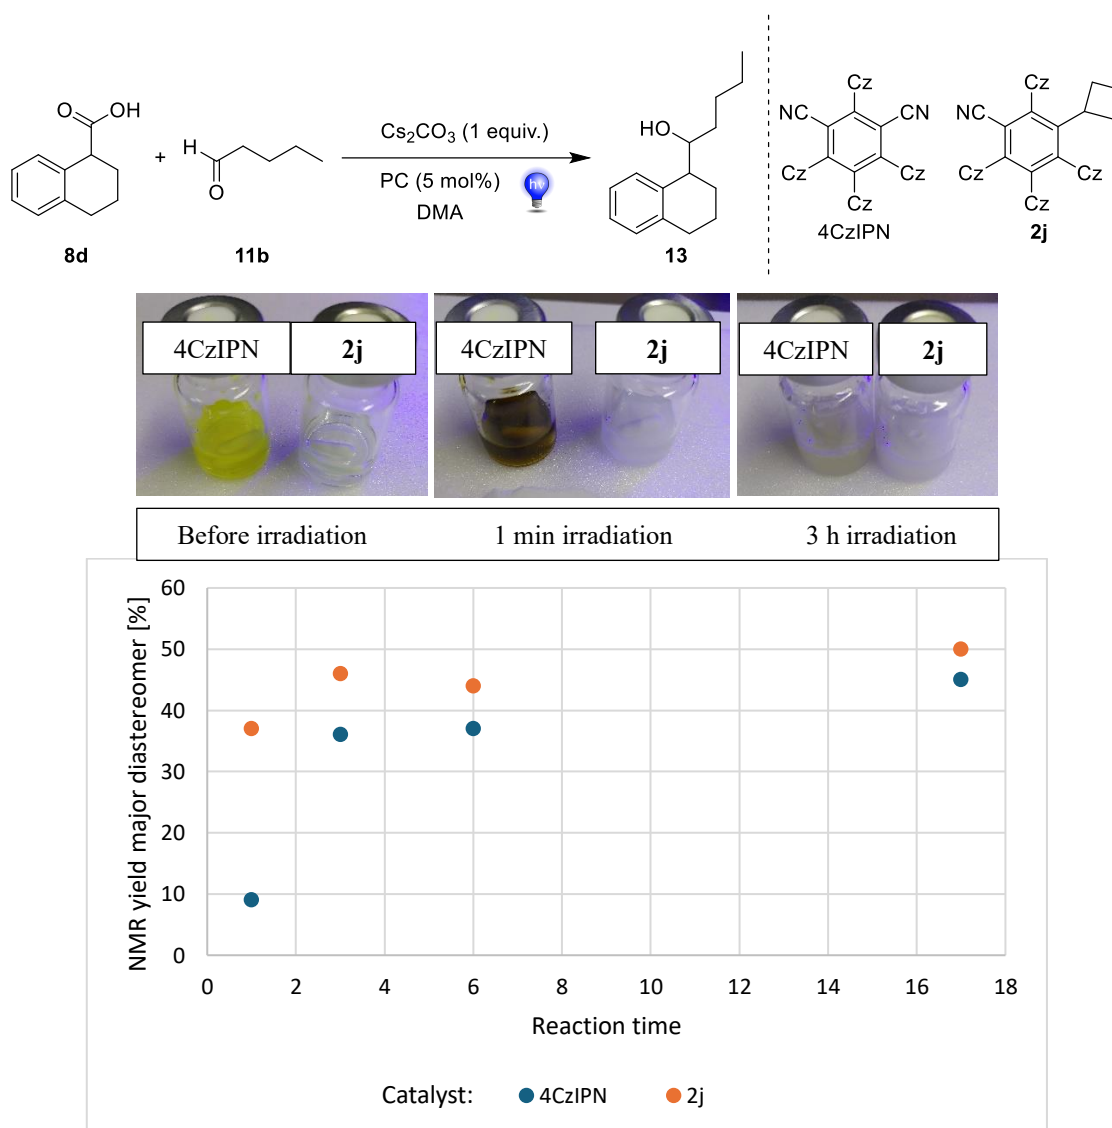 O
OH
+
H
O
8d
11b
Cs₂CO₃ (1 equiv.)
PC (5 mol%)
hν
DMA
HO
13
Cz
NC
CN
Cz
Cz
Cz
4CzIPN
Cz
NC
Cz
Cz
Cz
2j
4CzIPN
2j
4CzIPN
2j
4CzIPN
2j
Before irradiation
1 min irradiation
3 h irradiation
NMR yield major diastereomer [%]
60
50
40
30
20
10
0
0 2 4 6 8 10 12 14 16 18
Reaction time
Catalyst: 4CzIPN 2j